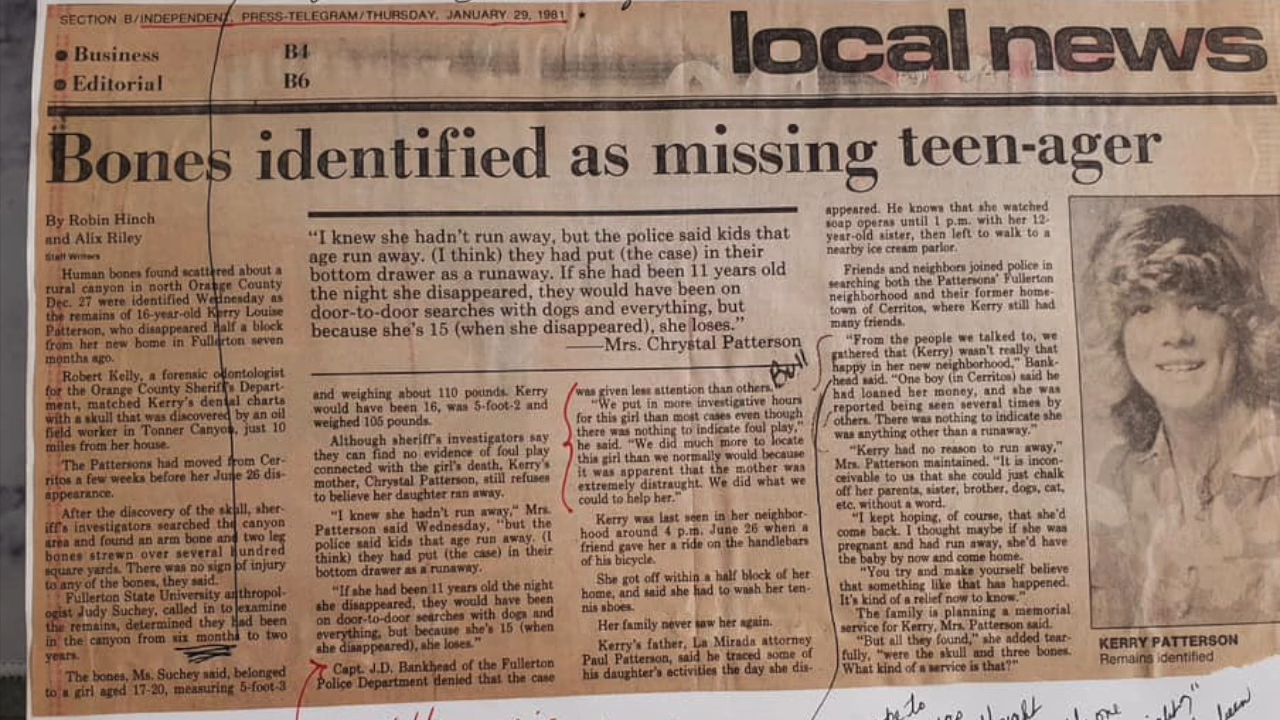 SECTION B/INDEPENDENT, PRESS-TELEGRAM/THURSDAY, JANUARY 29, 1981 ★
• Business B4
• Editorial B6
local news
Bones identified as missing teen-ager
By Robin Hinch
and Alix Riley
Staff Writers
Human bones found scattered about a
rural canyon in north Orange County
Dec. 27 were identified Wednesday as
the remains of 16-year-old Kerry Louise
Patterson, who disappeared half a block
from her new home in Fullerton seven
months ago.
Robert Kelly, a forensic odontologist
for the Orange County Sheriff's Depart-
ment, matched Kerry's dental charts
with a skull that was discovered by an oil
field worker in Tonner Canyon, just 10
miles from her house.
The Pattersons had moved from Cer-
ritos a few weeks before her June 26 dis-
appearance.
After the discovery of the skull, sher-
iff's investigators searched the canyon
area and found an arm bone and two leg
bones strewn over several hundred
square yards. There was no sign of injury
to any of the bones, they said.
Fullerton State University anthropol-
ogist Judy Suchey, called in to examine
the remains, determined they had been
in the canyon from six months to two
years.
The bones, Ms. Suchey said, belonged
to a girl aged 17-20, measuring 5-foot-3
"I knew she hadn't run away, but the police said kids that
age run away. (I think) they had put (the case) in their
bottom drawer as a runaway. If she had been 11 years old
the night she disappeared, they would have been on
door-to-door searches with dogs and everything, but
because she's 15 (when she disappeared), she loses."
——Mrs. Chrystal Patterson
and weighing about 110 pounds. Kerry
would have been 16, was 5-foot-2 and
weighed 105 pounds.
Although sheriff's investigators say
they can find no evidence of foul play
connected with the girl's death, Kerry's
mother, Chrystal Patterson, still refuses
to believe her daughter ran away.
"I knew she hadn't run away," Mrs.
Patterson said Wednesday, "but the
police said kids that age run away. (I
think) they had put (the case) in their
bottom drawer as a runaway.
"If she had been 11 years old the night
she disappeared, they would have been
on door-to-door searches with dogs and
everything, but because she's 15 (when
she disappeared), she loses."
Capt. J.D. Bankhead of the Fullerton
Police Department denied that the case
Bull
was given less attention than others.
"We put in more investigative hours
for this girl than most cases even though
there was nothing to indicate foul play,"
he said. "We did much more to locate
this girl than we normally would because
it was apparent that the mother was
extremely distraught. We did what we
could to help her."
Kerry was last seen in her neighbor-
hood around 4 p.m. June 26 when a
friend gave her a ride on the handlebars
of his bicycle.
She got off within a half block of her
home, and said she had to wash her ten-
nis shoes.
Her family never saw her again.
Kerry's father, La Mirada attorney
Paul Patterson, said he traced some of
his daughter's activities the day she dis-
appeared. He knows that she watched
soap operas until 1 p.m. with her 12-
year-old sister, then left to walk to a
nearby ice cream parlor.
Friends and neighbors joined police in
searching both the Pattersons' Fullerton
neighborhood and their former home-
town of Cerritos, where Kerry still had
many friends.
"From the people we talked to, we
gathered that (Kerry) wasn't really that
happy in her new neighborhood," Bank-
head said. "One boy (in Cerritos) said he
had loaned her money, and she was
reported being seen several times by
others. There was nothing to indicate she
was anything other than a runaway."
"Kerry had no reason to run away,"
Mrs. Patterson maintained. "It is incon-
ceivable to us that she could just chalk
off her parents, sister, brother, dogs, cat,
etc. without a word.
"I kept hoping, of course, that she'd
come back. I thought maybe if she was
pregnant and had run away, she'd have
the baby by now and come home.
"You try and make yourself believe
that something like that has happened.
It's kind of a relief now to know."
The family is planning a memorial
service for Kerry, Mrs. Patterson said.
"But all they found," she added tear-
fully, "were the skull and three bones.
What kind of a service is that?"
KERRY PATTERSON
Remains identified